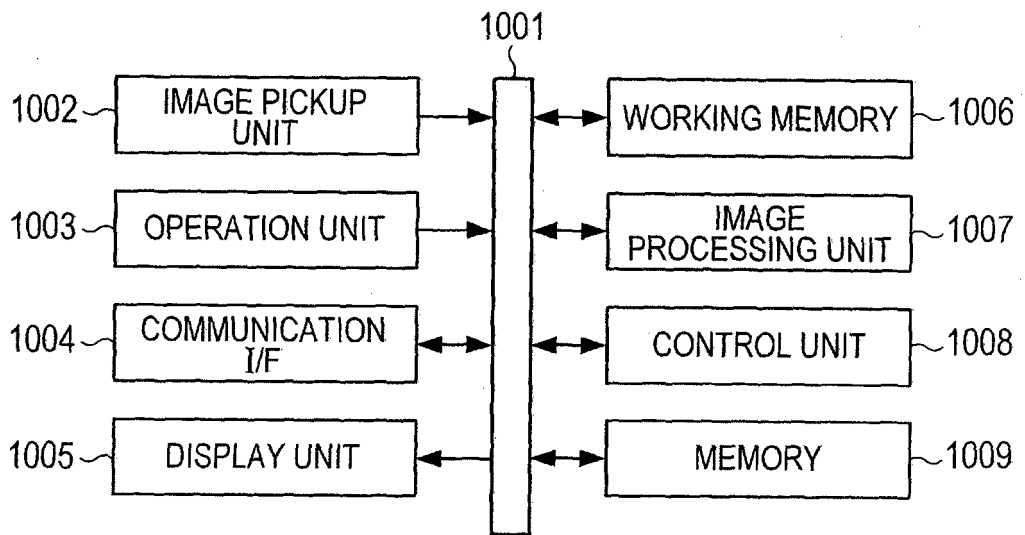 1001
1002
IMAGE PICKUP
UNIT
1003
OPERATION UNIT
1004
COMMUNICATION
I/F
1005
DISPLAY UNIT
WORKING MEMORY
1006
IMAGE
PROCESSING UNIT
1007
CONTROL UNIT
1008
MEMORY
1009